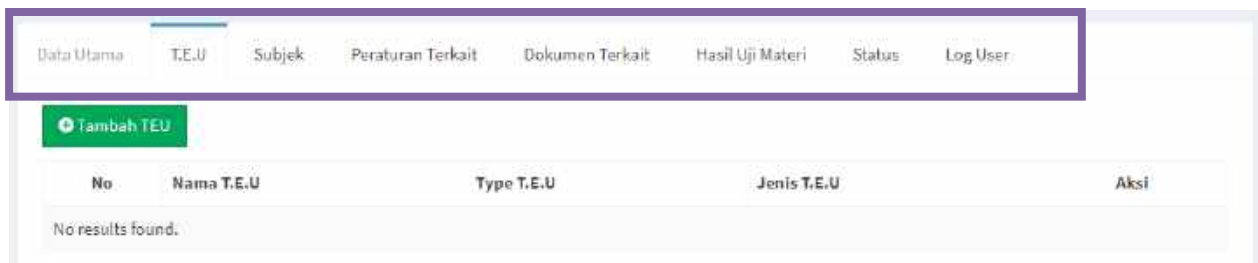 Data Utama T.E.U Subjek Peraturan Terkait Dokumen Terkait Hasil Uji Materi Status Log User
Tambah TEU
No Nama T.E.U Type T.E.U Jenis T.E.U Aksi
No results found.